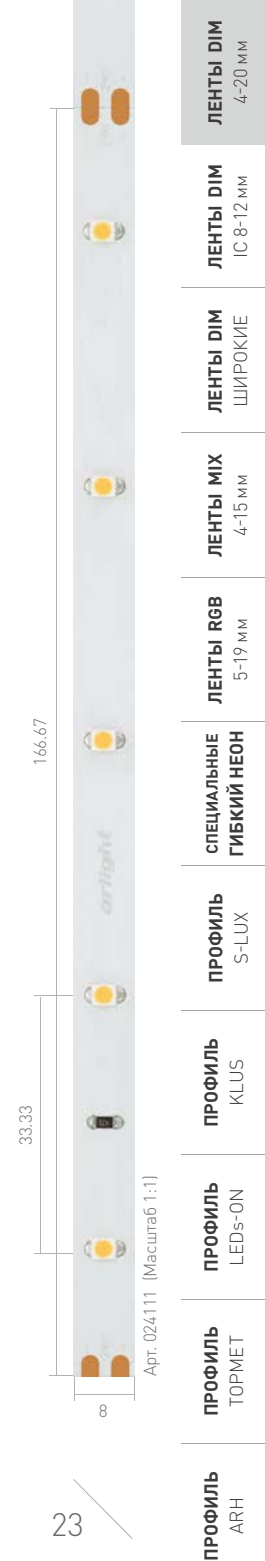 ЛЕНТЫ DIM
4-20 мм
ЛЕНТЫ DIM
IC 8-12 мм
ЛЕНТЫ DIM
ШИРОКИЕ
ЛЕНТЫ MIX
4-15 мм
ЛЕНТЫ RGB
5-19 мм
СПЕЦИАЛЬНЫЕ
ГИБКИЙ НЕОН
ПРОФИЛЬ
S-LUX
ПРОФИЛЬ
KLUS
ПРОФИЛЬ
LEDs-ON
ПРОФИЛЬ
TOPMET
ПРОФИЛЬ
ARH
166.67
33.33
arlight
Арт. 024111 (Масштаб 1:1)
8
23